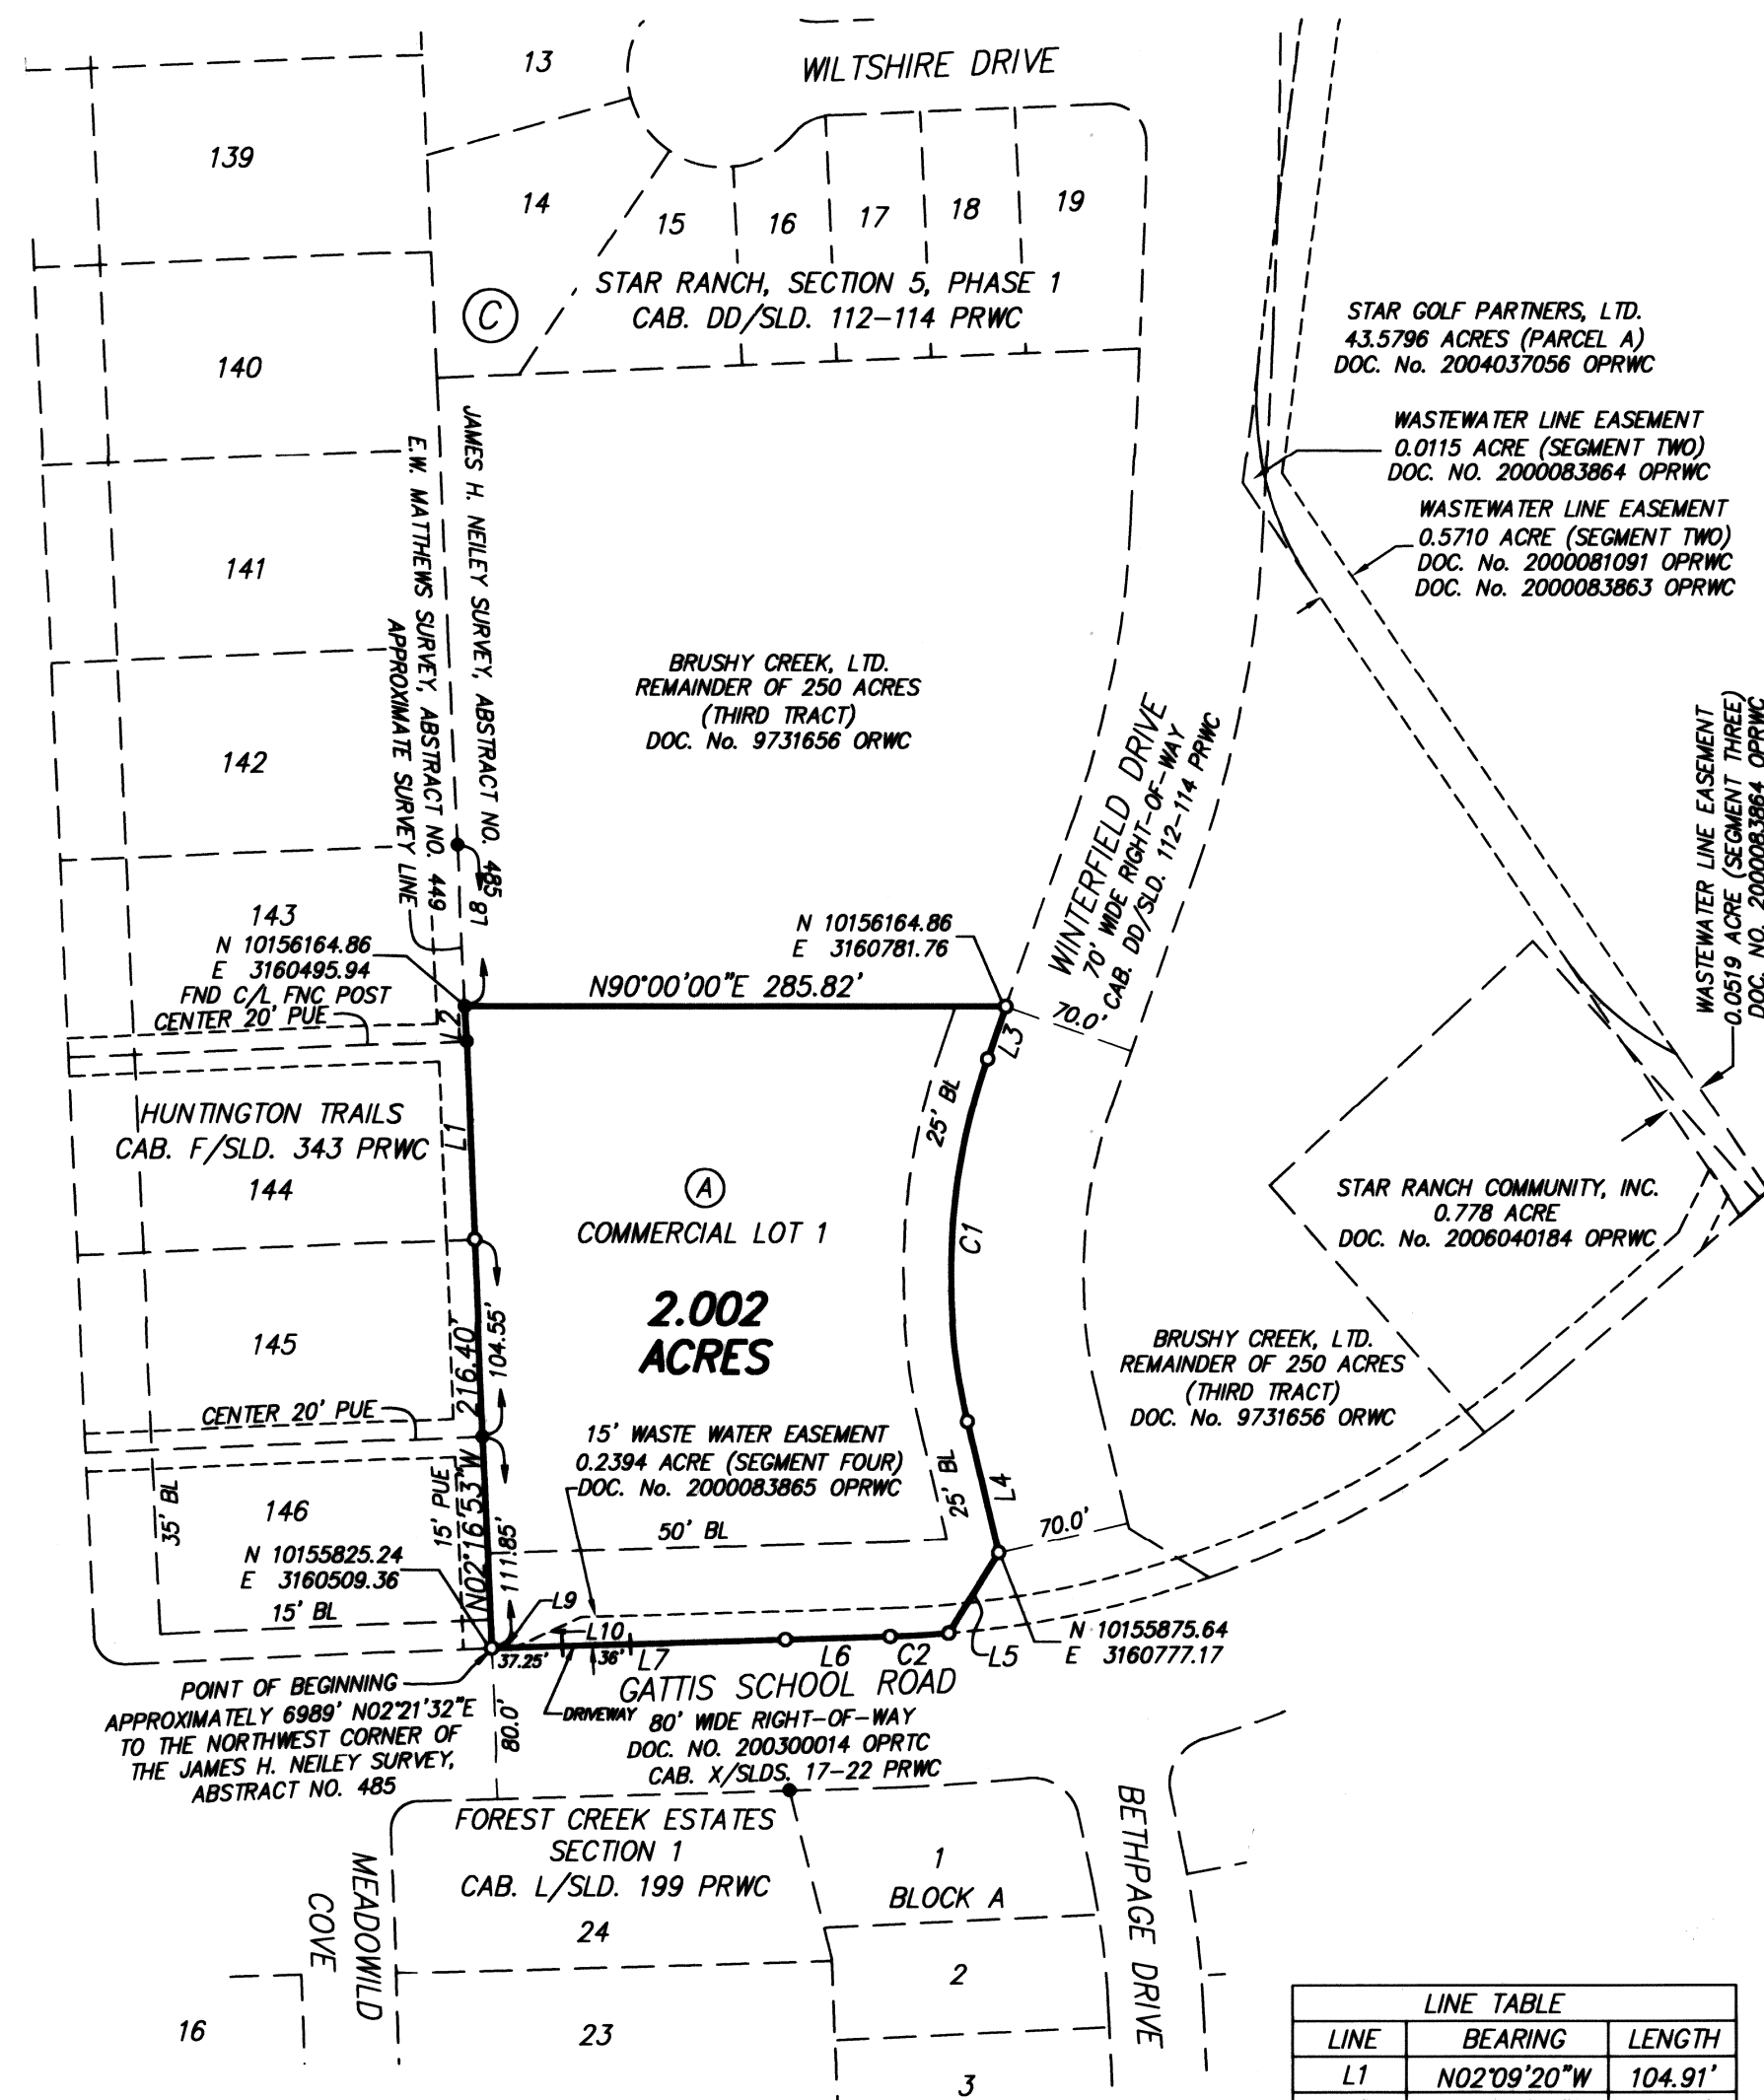 13
WILTSHIRE DRIVE
139
14
15
16
17
18
19
STAR RANCH, SECTION 5, PHASE 1
CAB. DD/SLD. 112-114 PRWC
C
140
STAR GOLF PARTNERS, LTD.
43.5796 ACRES (PARCEL A)
DOC. No. 2004037056 OPRWC
WASTEWATER LINE EASEMENT
0.0115 ACRE (SEGMENT TWO)
DOC. NO. 2000083864 OPRWC
WASTEWATER LINE EASEMENT
0.5710 ACRE (SEGMENT TWO)
DOC. No. 2000081091 OPRWC
DOC. No. 2000083863 OPRWC
JAMES H. NEILEY SURVEY, ABSTRACT NO. 485
E.W. MATTHEWS SURVEY, ABSTRACT NO. 449
APPROXIMATE SURVEY LINE
141
142
BRUSHY CREEK, LTD.
REMAINDER OF 250 ACRES
(THIRD TRACT)
DOC. No. 9731656 ORWC
WINTERFIELD DRIVE
70' WIDE RIGHT-OF-WAY
CAB. DD/SLD. 112-114 PRWC
WASTEWATER LINE EASEMENT
0.0519 ACRE (SEGMENT THREE)
DOC. NO. 2000083864 OPRWC
143
L8
N 10156164.86
E 3160495.94
FND C/L FNC POST
CENTER 20' PUE
N 10156164.86
E 3160781.76
N90°00'00"E 285.82'
L2
L3
70.0'
HUNTINGTON TRAILS
CAB. F/SLD. 343 PRWC
144
L1
25' BL
A
COMMERCIAL LOT 1
C1
2.002
ACRES
STAR RANCH COMMUNITY, INC.
0.778 ACRE
DOC. No. 2006040184 OPRWC
145
216.40'
104.55'
BRUSHY CREEK, LTD.
REMAINDER OF 250 ACRES
(THIRD TRACT)
DOC. No. 9731656 ORWC
CENTER 20' PUE
15' WASTE WATER EASEMENT
0.2394 ACRE (SEGMENT FOUR)
DOC. No. 2000083865 OPRWC
35' BL
146
15' PUE
N02°16'53"W
111.85'
50' BL
25' BL
L4
70.0'
N 10155825.24
E 3160509.36
15' BL
L9
L10
N 10155875.64
E 3160777.17
37.25'
36'
L7
L6
C2
L5
POINT OF BEGINNING
APPROXIMATELY 6989' N02°21'32"E
TO THE NORTHWEST CORNER OF
THE JAMES H. NEILEY SURVEY,
ABSTRACT NO. 485
80.0'
DRIVEWAY
GATTIS SCHOOL ROAD
80' WIDE RIGHT-OF-WAY
DOC. NO. 200300014 OPRTC
CAB. X/SLDS. 17-22 PRWC
FOREST CREEK ESTATES
SECTION 1
CAB. L/SLD. 199 PRWC
24
1
BLOCK A
2
BETHPAGE DRIVE
MEADOWILD
COVE
16
23
3
LINE TABLE
LINE BEARING LENGTH
L1 N02°09'20"W 104.91'